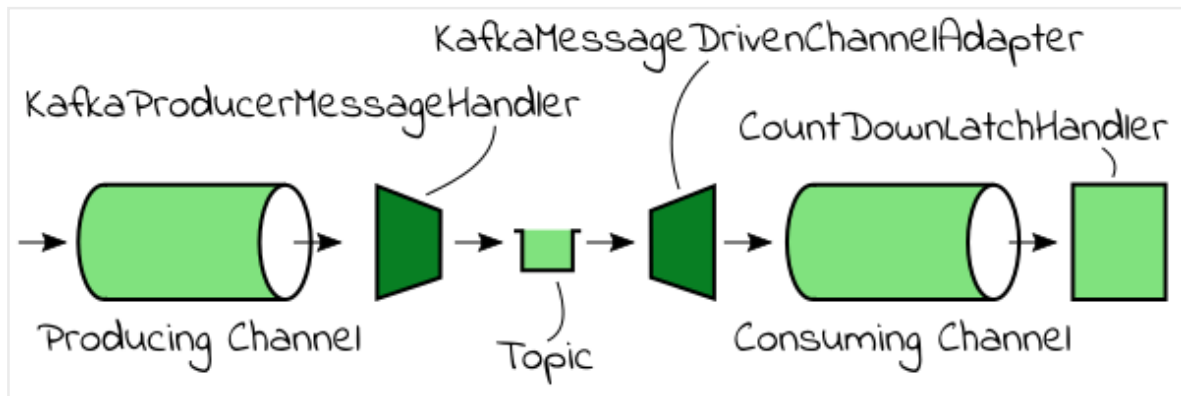 KafkaMessageDrivenChannelAdapter
KafkaProducerMessageHandler
CountDownLatchHandler
Producing Channel
Topic
Consuming Channel